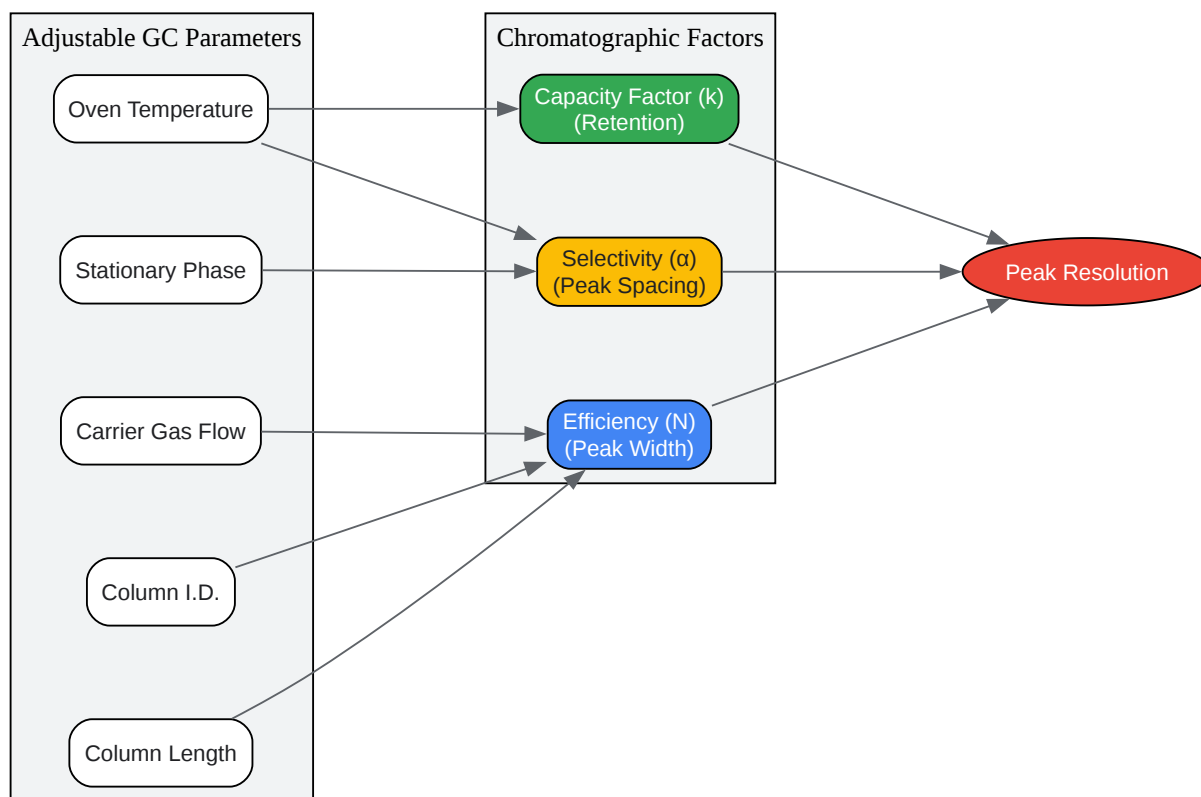 Adjustable GC Parameters
Oven Temperature
Stationary Phase
Carrier Gas Flow
Column I.D.
Column Length
Chromatographic Factors
Capacity Factor (k)
(Retention)
Selectivity (α)
(Peak Spacing)
Efficiency (N)
(Peak Width)
Peak Resolution